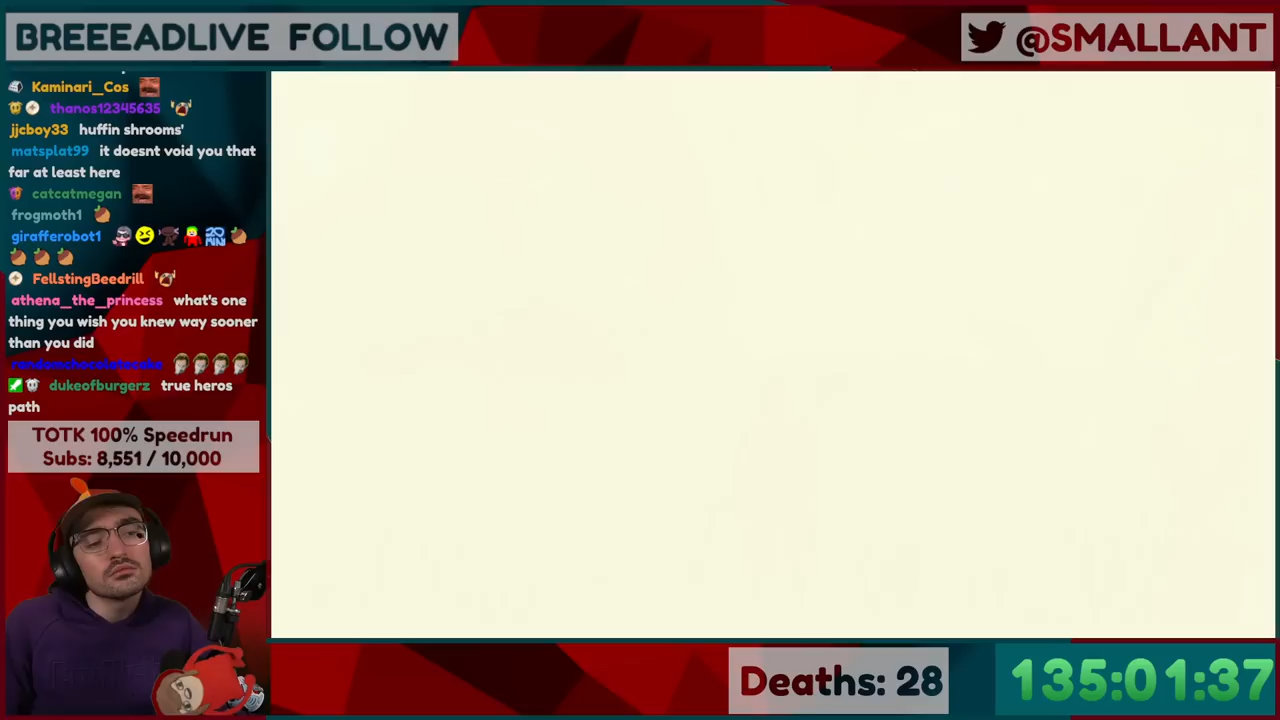 BREEEADLIVE FOLLOW
@SMALLANT
Kaminari_Cos
thanos12345635
jjcboy33 huffin shrooms'
matsplat99 it doesnt void you that
far at least here
catcatmegan
frogmoth1
girafferobot1
FellstingBeedrill
athena_the_princess what's one
thing you wish you knew way sooner
than you did
randomchocolatecake
dukeofburgerz true heros
path
TOTK 100% Speedrun
Subs: 8,551 / 10,000
Deaths: 28
135:01:37